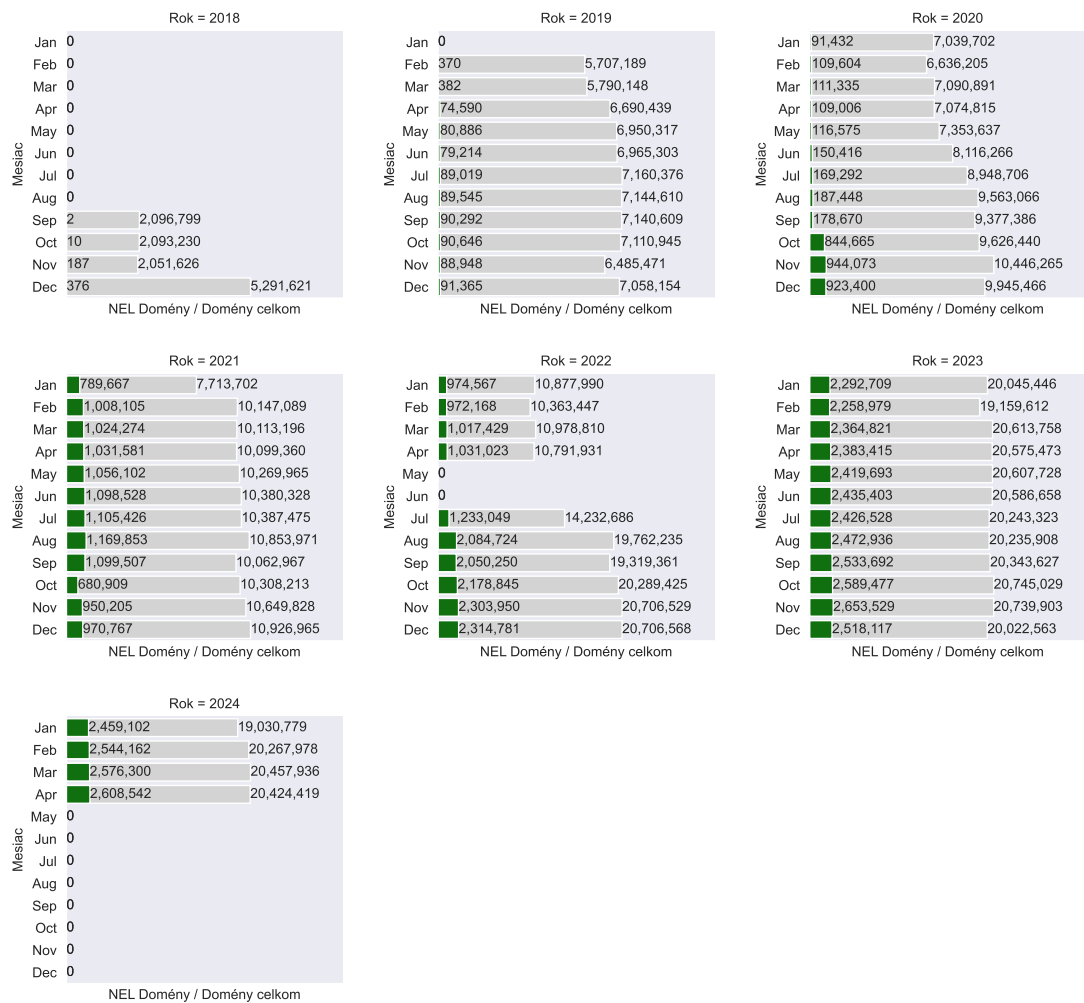 Rok = 2018
Mesiac
Jan 0
Feb 0
Mar 0
Apr 0
May 0
Jun 0
Jul 0
Aug 0
Sep 2 2,096,799
Oct 10 2,093,230
Nov 187 2,051,626
Dec 376 5,291,621
NEL Domény / Domény celkom
Rok = 2019
Mesiac
Jan 0
Feb 370 5,707,189
Mar 382 5,790,148
Apr 74,590 6,690,439
May 80,886 6,950,317
Jun 79,214 6,965,303
Jul 89,019 7,160,376
Aug 89,545 7,144,610
Sep 90,292 7,140,609
Oct 90,646 7,110,945
Nov 88,948 6,485,471
Dec 91,365 7,058,154
NEL Domény / Domény celkom
Rok = 2020
Mesiac
Jan 91,432 7,039,702
Feb 109,604 6,636,205
Mar 111,335 7,090,891
Apr 109,006 7,074,815
May 116,575 7,353,637
Jun 150,416 8,116,266
Jul 169,292 8,948,706
Aug 187,448 9,563,066
Sep 178,670 9,377,386
Oct 844,665 9,626,440
Nov 944,073 10,446,265
Dec 923,400 9,945,466
NEL Domény / Domény celkom
Rok = 2021
Mesiac
Jan 789,667 7,713,702
Feb 1,008,105 10,147,089
Mar 1,024,274 10,113,196
Apr 1,031,581 10,099,360
May 1,056,102 10,269,965
Jun 1,098,528 10,380,328
Jul 1,105,426 10,387,475
Aug 1,169,853 10,853,971
Sep 1,099,507 10,062,967
Oct 680,909 10,308,213
Nov 950,205 10,649,828
Dec 970,767 10,926,965
NEL Domény / Domény celkom
Rok = 2022
Mesiac
Jan 974,567 10,877,990
Feb 972,168 10,363,447
Mar 1,017,429 10,978,810
Apr 1,031,023 10,791,931
May 0
Jun 0
Jul 1,233,049 14,232,686
Aug 2,084,724 19,762,235
Sep 2,050,250 19,319,361
Oct 2,178,845 20,289,425
Nov 2,303,950 20,706,529
Dec 2,314,781 20,706,568
NEL Domény / Domény celkom
Rok = 2023
Mesiac
Jan 2,292,709 20,045,446
Feb 2,258,979 19,159,612
Mar 2,364,821 20,613,758
Apr 2,383,415 20,575,473
May 2,419,693 20,607,728
Jun 2,435,403 20,586,658
Jul 2,426,528 20,243,323
Aug 2,472,936 20,235,908
Sep 2,533,692 20,343,627
Oct 2,589,477 20,745,029
Nov 2,653,529 20,739,903
Dec 2,518,117 20,022,563
NEL Domény / Domény celkom
Rok = 2024
Mesiac
Jan 2,459,102 19,030,779
Feb 2,544,162 20,267,978
Mar 2,576,300 20,457,936
Apr 2,608,542 20,424,419
May 0
Jun 0
Jul 0
Aug 0
Sep 0
Oct 0
Nov 0
Dec 0
NEL Domény / Domény celkom